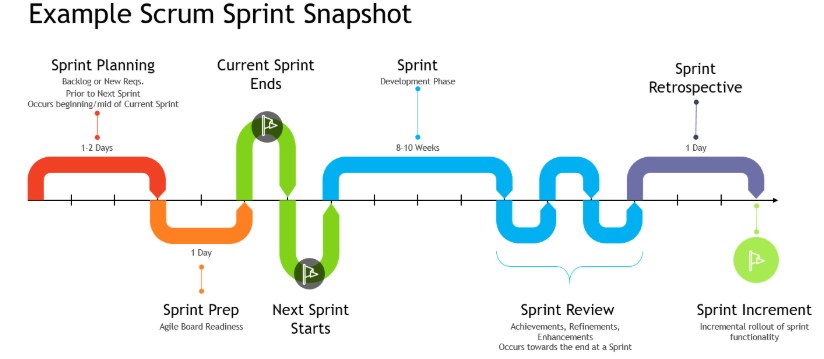 Example Scrum Sprint Snapshot
Sprint Planning
Backlog or New Reqs.
Prior to Next Sprint
Occurs beginning/mid of Current Sprint
1-2 Days
Current Sprint
Ends
Sprint
Development Phase
8-10 Weeks
Sprint
Retrospective
1 Day
1 Day
Sprint Prep
Agile Board Readiness
Next Sprint
Starts
Sprint Review
Achievements, Refinements,
Enhancements
Occurs towards the end at a Sprint
Sprint Increment
Incremental rollout of sprint
functionality